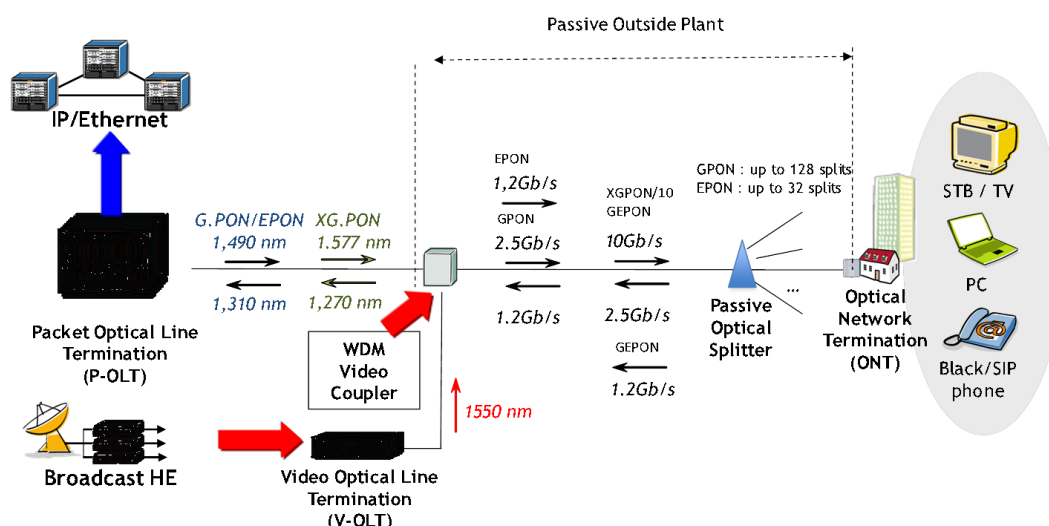 Passive Outside Plant
IP/Ethernet
G.PON/EPON
1,490 nm
1,310 nm
XG.PON
1.577 nm
1,270 nm
Packet Optical Line
Termination
(P-OLT)
WDM
Video
Coupler
1550 nm
Broadcast HE
Video Optical Line
Termination
(V-OLT)
EPON
1,2Gb/s
GPON
2.5Gb/s
1.2Gb/s
XGPON/10
GEPON
10Gb/s
2.5Gb/s
GEPON
1.2Gb/s
GPON : up to 128 splits
EPON : up to 32 splits
...
Passive
Optical
Splitter
Optical
Network
Termination
(ONT)
STB / TV
PC
Black/SIP
phone